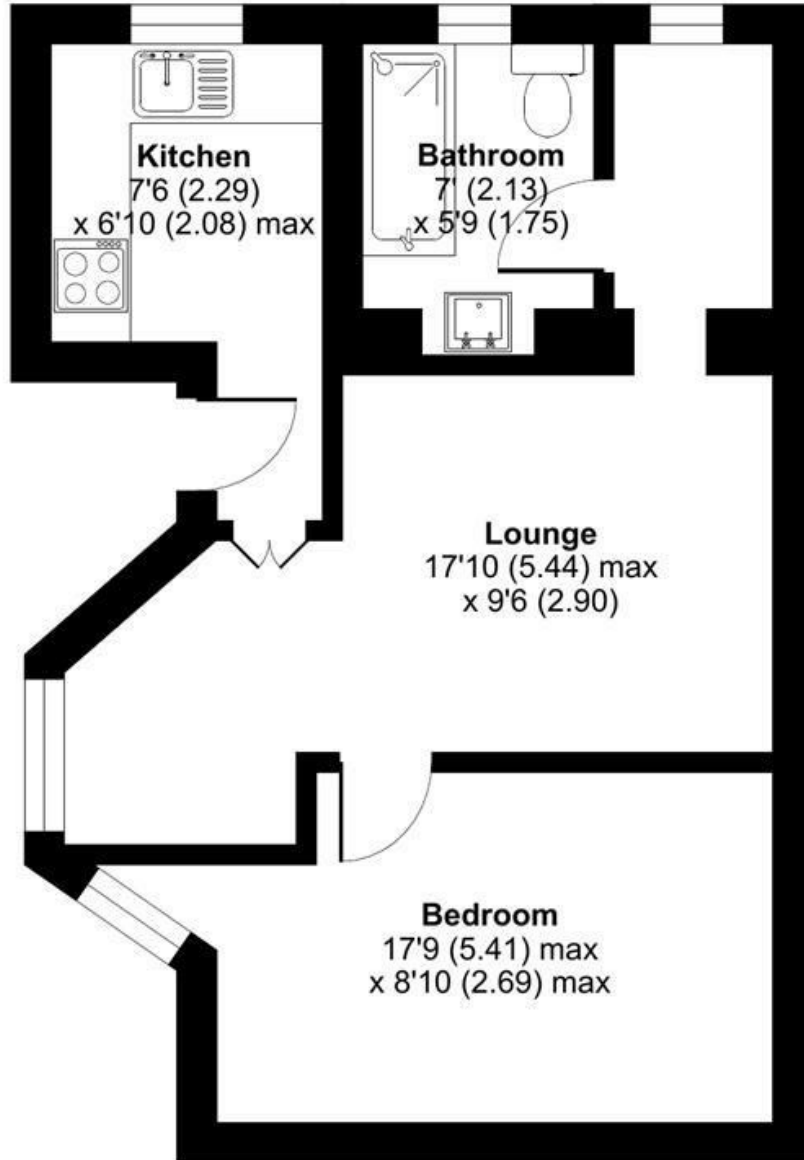 Kitchen
7'6 (2.29)
x 6'10 (2.08) max
Bathroom
7' (2.13)
x 5'9 (1.75)
Lounge
17'10 (5.44) max
x 9'6 (2.90)
Bedroom
17'9 (5.41) max
x 8'10 (2.69) max